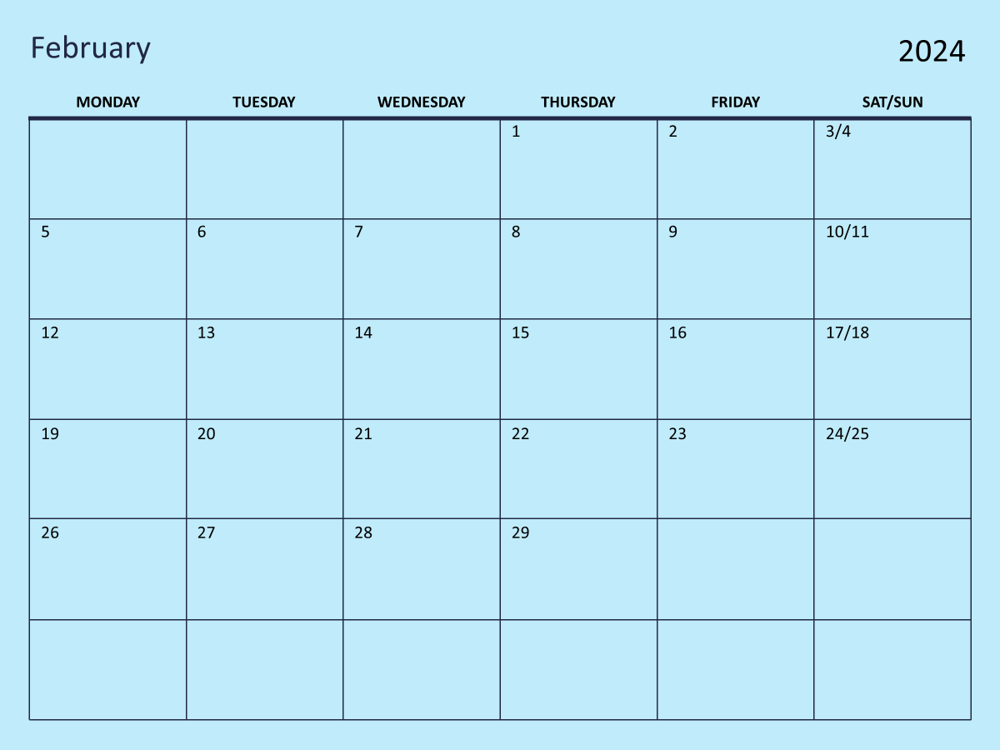 February
2024
MONDAY TUESDAY WEDNESDAY THURSDAY FRIDAY SAT/SUN
1 2 3/4
5 6 7 8 9 10/11
12 13 14 15 16 17/18
19 20 21 22 23 24/25
26 27 28 29